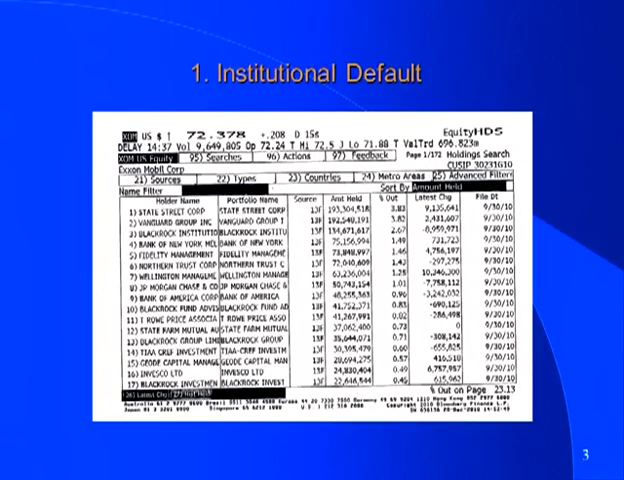 1. Institutional Default
XOM US $ ↑ 72.378 +.208 D 15s EquityHDS
DELAY 14:37 Vol 9,649,805 Op 72.24 T Hi 72.5 J Lo 71.88 T ValTrd 696.823m
XOM US Equity 95) Searches 96) Actions 97) Feedback Page 1/172 Holdings Search
CUSIP 30231G10
Exxon Mobil Corp
21) Sources 22) Types 23) Countries 24) Metro Areas 25) Advanced Filters
Sort By Amount Held
Name Filter
Holder Name Portfolio Name Source Amt Held % Out Latest Chg File Dt
1) STATE STREET CORP STATE STREET CORP 13F 193,304,518 3.83 9,135,641 9/30/10
2) VANGUARD GROUP INC VANGUARD GROUP I 13F 192,540,191 3.82 2,431,607 9/30/10
3) BLACKROCK INSTITUTIO BLACKROCK INSTITU 13F 134,671,617 2.67 -8,959,971 9/30/10
4) BANK OF NEW YORK MEL BANK OF NEW YORK 13F 75,156,994 1.49 731,723 9/30/10
5) FIDELITY MANAGEMENT FIDELITY MANAGEME 13F 1.46 9/30/10
6) NORTHERN TRUST CORP NORTHERN TRUST C 13F 72,040,609 1.43 -297,275 9/30/10
7) WELLINGTON MANAGEME WELLINGTON MANAGE 13F 63,236,004 1.25 10,346,300 9/30/10
8) JP MORGAN CHASE & CO JP MORGAN CHASE & 13F 50,743,154 1.01 -7,758,112 9/30/10
9) BANK OF AMERICA CORP BANK OF AMERICA 13F 48,255,363 0.96 -3,242,032 9/30/10
10) BLACKROCK FUND ADVIS BLACKROCK FUND AD 13F 41,752,371 0.83 -690,125 9/30/10
11) T ROWE PRICE ASSOCIA T ROWE PRICE ASSO 13F 41,267,991 0.82 -286,498 9/30/10
12) STATE FARM MUTUAL AU STATE FARM MUTUAL 13F 37,062,400 0.73 0 9/30/10
13) BLACKROCK GROUP LIMI BLACKROCK GROUP 13F 35,644,071 0.71 -308,142 9/30/10
14) TIAA CREF INVESTMENT TIAA-CREF INVESTM 13F 30,395,479 0.60 -655,825 9/30/10
15) GEODE CAPITAL MANAGE GEODE CAPITAL MAN 13F 28,694,275 0.57 416,510 9/30/10
16) INVESCO LTD INVESCO LTD 13F 24,830,404 0.49 6,757,957 9/30/10
17) BLACKROCK INVESTMEN BLACKROCK INVEST 13F 22,646,544 0.45 615,962 9/30/10
% Out on Page 23.13
3